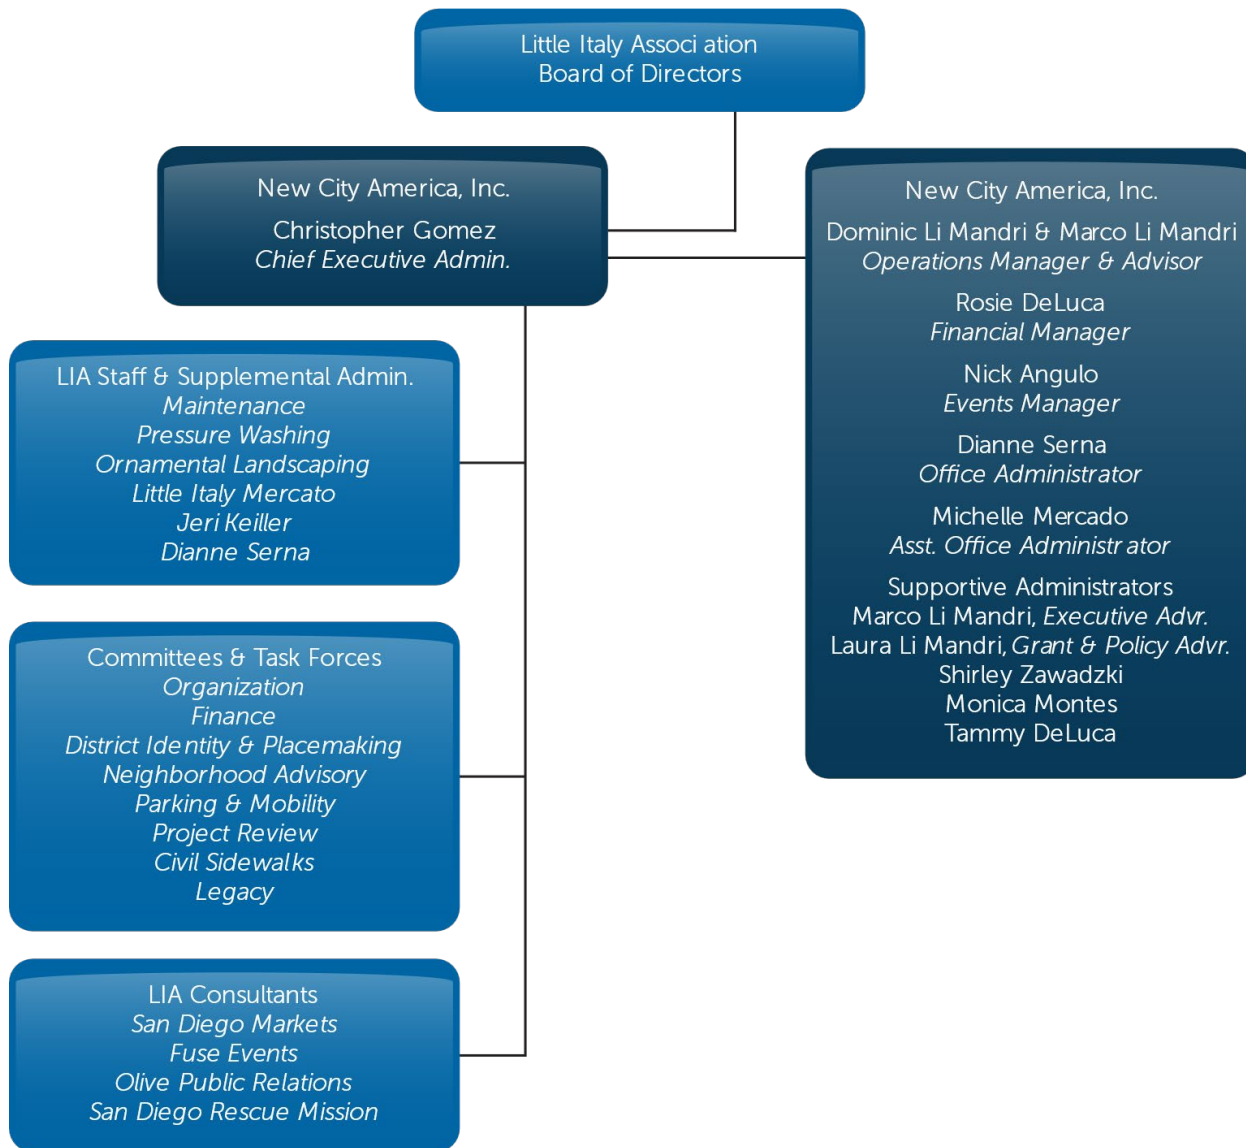 Little Italy Associ ation
Board of Directors
New City America, Inc.
Christopher Gomez
Chief Executive Admin.
New City America, Inc.
Dominic Li Mandri & Marco Li Mandri
Operations Manager & Advisor
Rosie DeLuca
Financial Manager
Nick Angulo
Events Manager
Dianne Serna
Office Administrator
Michelle Mercado
Asst. Office Administrator
Supportive Administrators
Marco Li Mandri, Executive Advr.
Laura Li Mandri, Grant & Policy Advr.
Shirley Zawadzki
Monica Montes
Tammy DeLuca
LIA Staff & Supplemental Admin.
Maintenance
Pressure Washing
Ornamental Landscaping
Little Italy Mercato
Jeri Keiller
Dianne Serna
Committees & Task Forces
Organization
Finance
District Identity & Placemaking
Neighborhood Advisory
Parking & Mobility
Project Review
Civil Sidewalks
Legacy
LIA Consultants
San Diego Markets
Fuse Events
Olive Public Relations
San Diego Rescue Mission